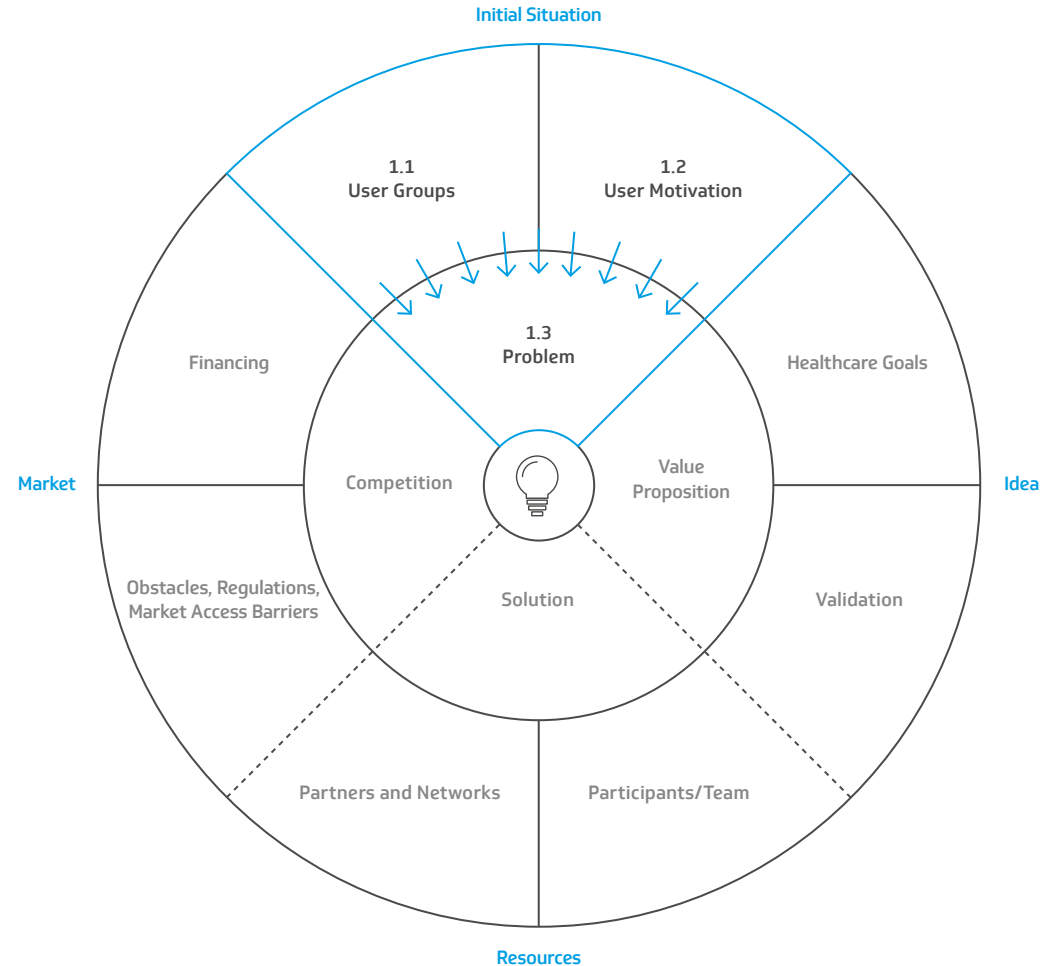 Initial Situation
1.1
User Groups
1.2
User Motivation
1.3
Problem
Financing
Healthcare Goals
Market
Competition
Value
Proposition
Idea
Obstacles, Regulations,
Market Access Barriers
Solution
Validation
Partners and Networks
Participants/Team
Resources